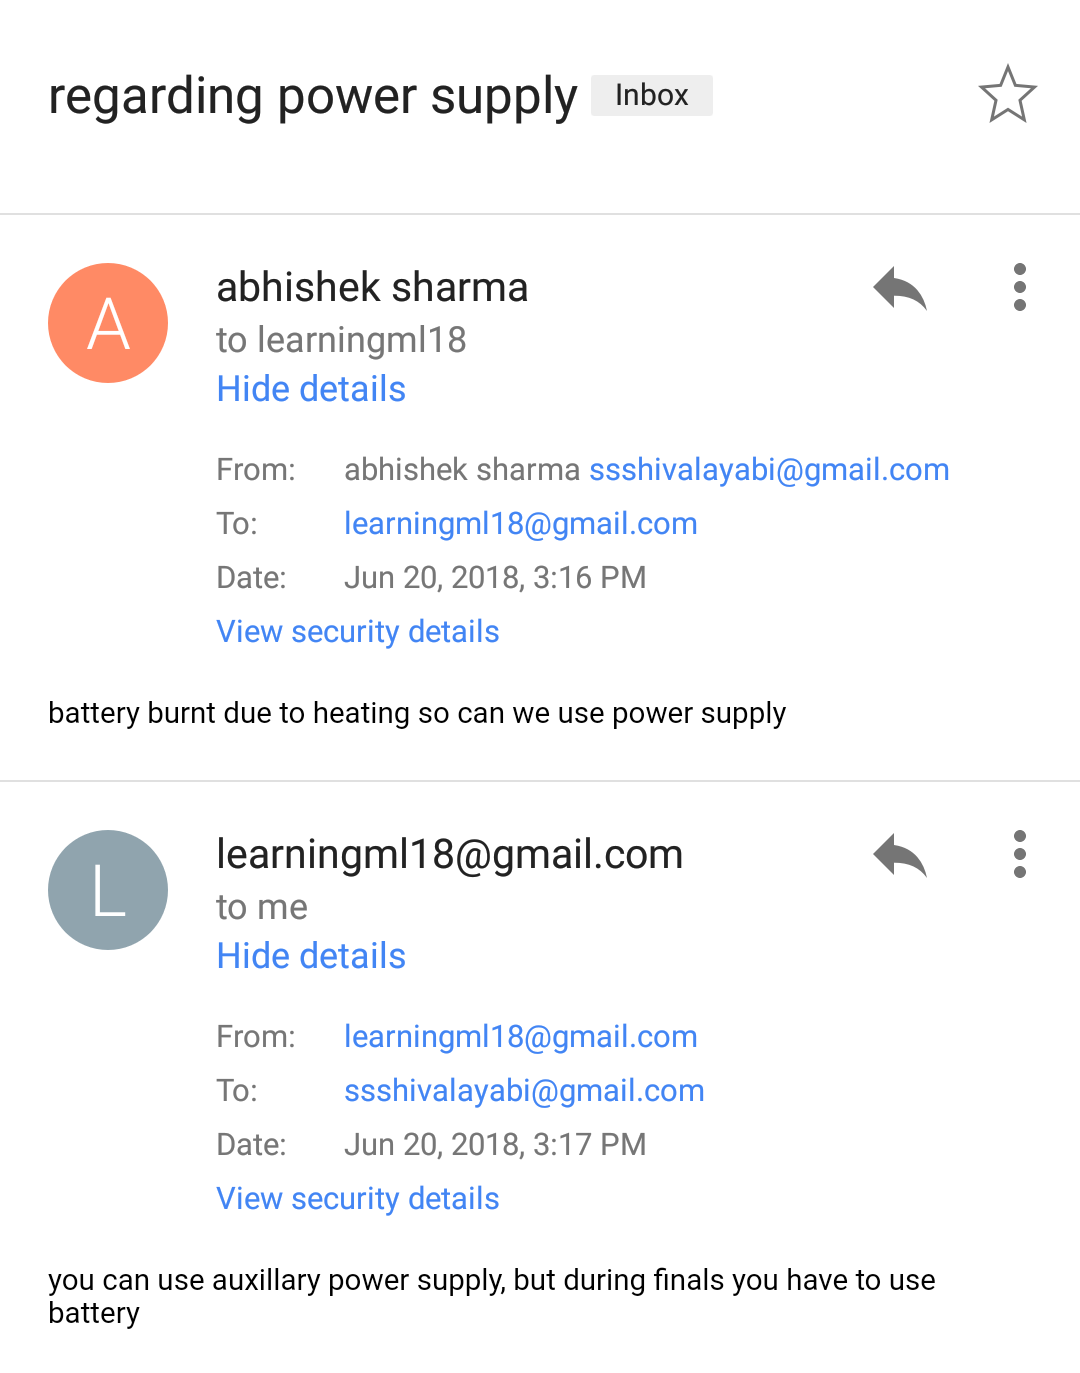 regarding power supply Inbox
A
abhishek sharma
to learningml18
Hide details
From: abhishek sharma ssshivalayabi@gmail.com
To: learningml18@gmail.com
Date: Jun 20, 2018, 3:16 PM
View security details
battery burnt due to heating so can we use power supply
L
learningml18@gmail.com
to me
Hide details
From: learningml18@gmail.com
To: ssshivalayabi@gmail.com
Date: Jun 20, 2018, 3:17 PM
View security details
you can use auxillary power supply, but during finals you have to use
battery